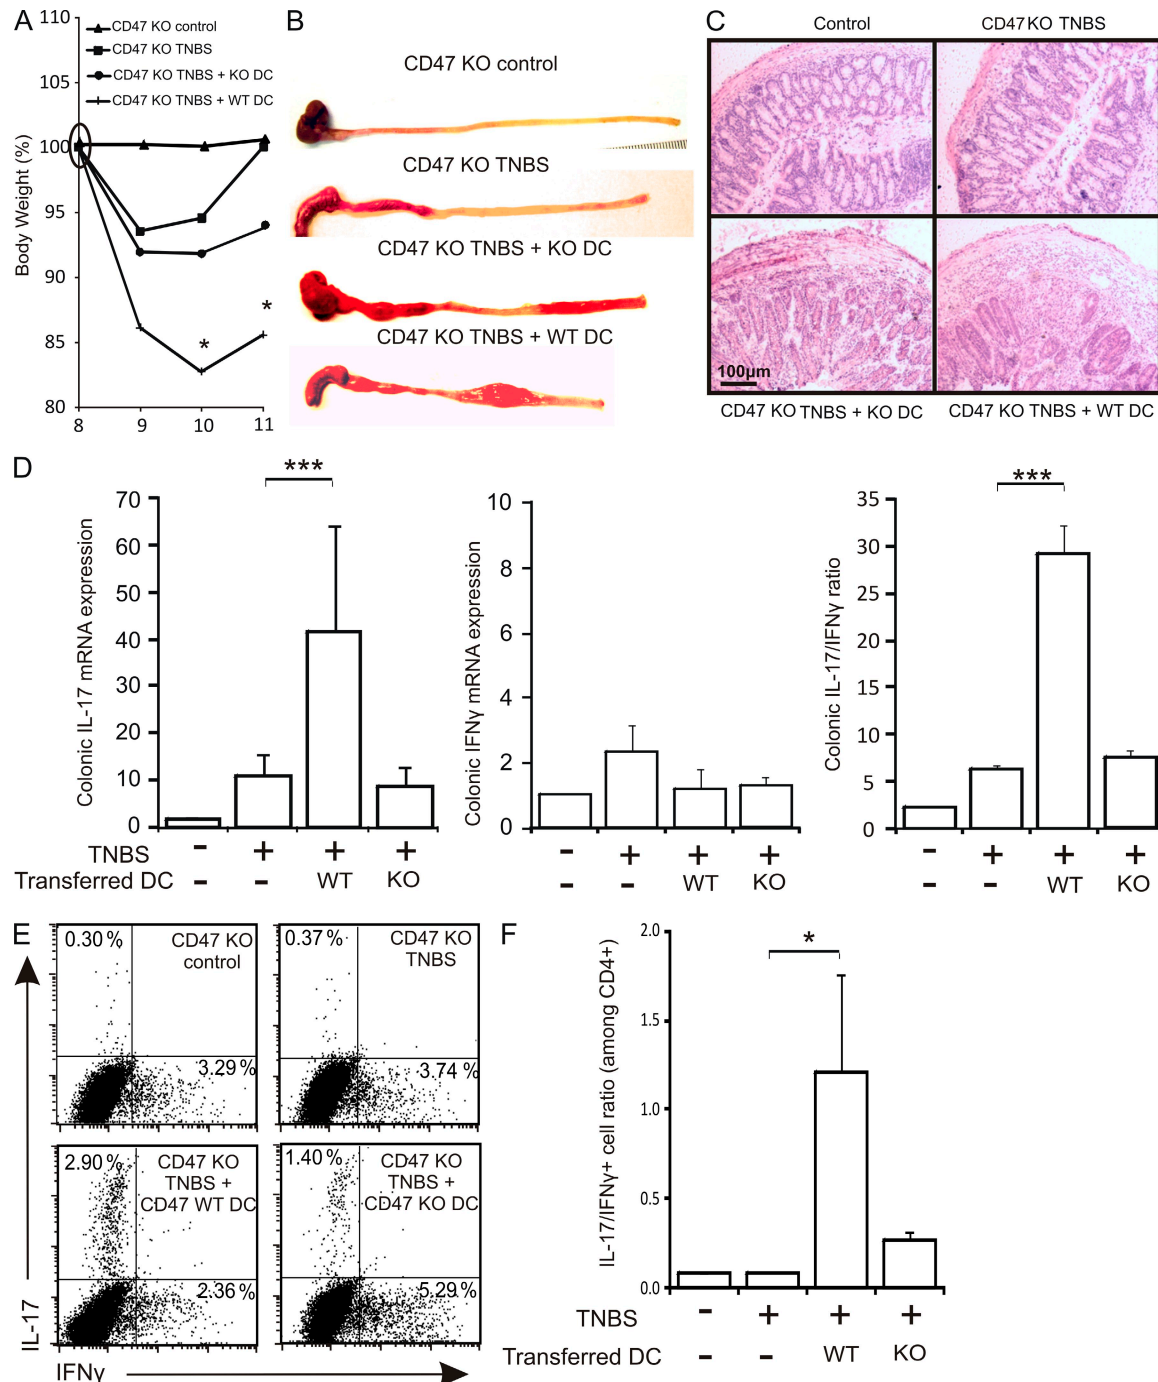 A
110
105
100
95
90
85
80
8
9
10
11
Body Weight (%)
CD47 KO control
CD47 KO TNBS
CD47 KO TNBS + KO DC
CD47 KO TNBS + WT DC
*
*
B
CD47 KO control
CD47 KO TNBS
CD47 KO TNBS + KO DC
CD47 KO TNBS + WT DC
C
Control
CD47 KO TNBS
100µm
CD47 KO TNBS + KO DC
CD47 KO TNBS + WT DC
D
Colonic IL-17 mRNA expression
70
60
50
40
30
20
10
0
***
TNBS
- + + +
Transferred DC
- - WT KO
Colonic IFNγ mRNA expression
10
8
6
4
2
0
- + + +
- - WT KO
Colonic IL-17/IFNγ ratio
35
30
25
20
15
10
5
0
***
- + + +
- - WT KO
E
0.30 %
CD47 KO
control
3.29 %
0.37 %
CD47 KO
TNBS
3.74 %
2.90 %
CD47 KO
TNBS +
CD47 WT DC
2.36 %
1.40 %
CD47 KO
TNBS +
CD47 KO DC
5.29 %
IL-17
IFNγ
F
IL-17/IFNγ+ cell ratio (among CD4+)
2.0
1.5
1.0
0.5
0.0
*
TNBS
- + + +
Transferred DC
- - WT KO